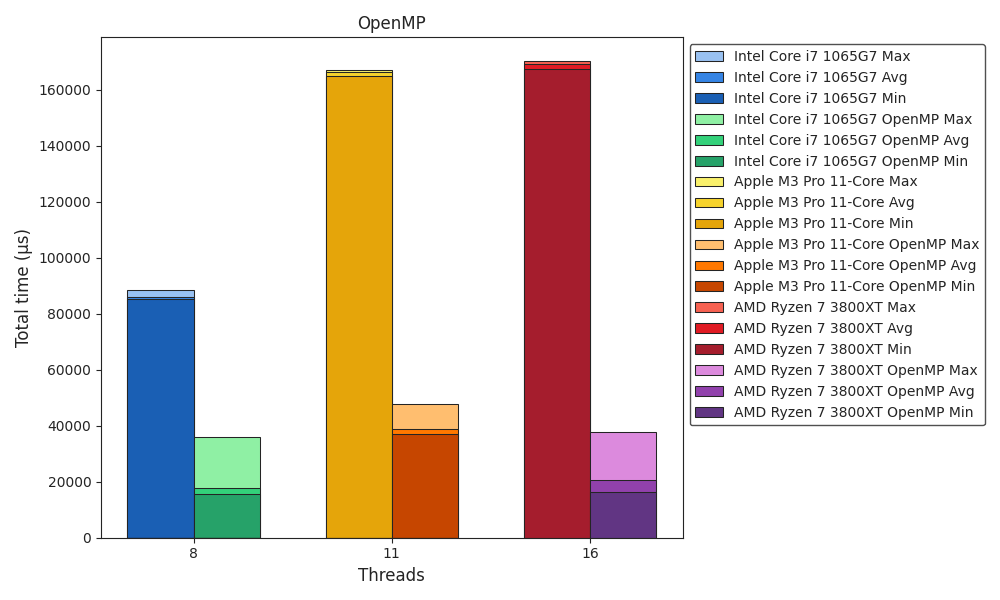 OpenMP
Total time (µs)
160000
140000
120000
100000
80000
60000
40000
20000
0
8
11
16
Threads
Intel Core i7 1065G7 Max
Intel Core i7 1065G7 Avg
Intel Core i7 1065G7 Min
Intel Core i7 1065G7 OpenMP Max
Intel Core i7 1065G7 OpenMP Avg
Intel Core i7 1065G7 OpenMP Min
Apple M3 Pro 11-Core Max
Apple M3 Pro 11-Core Avg
Apple M3 Pro 11-Core Min
Apple M3 Pro 11-Core OpenMP Max
Apple M3 Pro 11-Core OpenMP Avg
Apple M3 Pro 11-Core OpenMP Min
AMD Ryzen 7 3800XT Max
AMD Ryzen 7 3800XT Avg
AMD Ryzen 7 3800XT Min
AMD Ryzen 7 3800XT OpenMP Max
AMD Ryzen 7 3800XT OpenMP Avg
AMD Ryzen 7 3800XT OpenMP Min